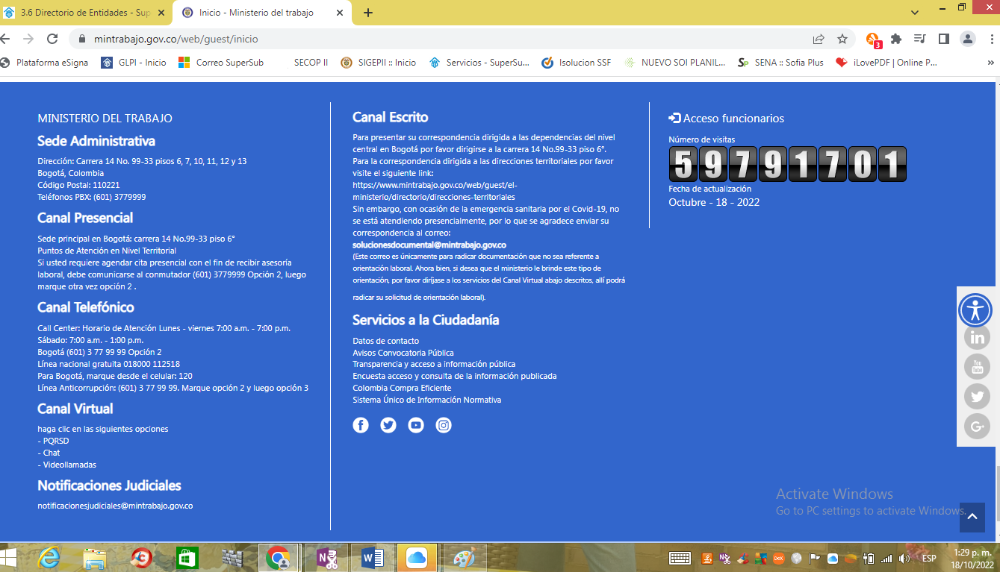 3.6 Directorio de Entidades - Sup
Inicio - Ministerio del trabajo
mintrabajo.gov.co/web/guest/inicio
3
Plataforma eSigna
GLPI - Inicio
Correo SuperSub
SECOP II
SIGEPII :: Inicio
Servicios - SuperSu...
Isolucion SSF
NUEVO SOI PLANIL...
SENA :: Sofia Plus
iLovePDF | Online P...
»
MINISTERIO DEL TRABAJO
Sede Administrativa
Dirección: Carrera 14 No. 99-33 pisos 6, 7, 10, 11, 12 y 13
Bogotá, Colombia
Código Postal: 110221
Teléfonos PBX: (601) 3779999
Canal Presencial
Sede principal en Bogotá: carrera 14 No.99-33 piso 6°
Puntos de Atención en Nivel Territorial
Si usted requiere agendar cita presencial con el fin de recibir asesoría
laboral, debe comunicarse al conmutador (601) 3779999 Opción 2, luego
marque otra vez opción 2 .
Canal Telefónico
Call Center: Horario de Atención Lunes - viernes 7:00 a.m. - 7:00 p.m.
Sábado: 7:00 a.m. - 1:00 p.m.
Bogotá (601) 3 77 99 99 Opción 2
Línea nacional gratuita 018000 112518
Para Bogotá, marque desde el celular: 120
Línea Anticorrupción: (601) 3 77 99 99. Marque opción 2 y luego opción 3
Canal Virtual
haga clic en las siguientes opciones
- PQRSD
- Chat
- Videollamadas
Notificaciones Judiciales
notificacionesjudiciales@mintrabajo.gov.co
Canal Escrito
Para presentar su correspondencia dirigida a las dependencias del nivel
central en Bogotá por favor dirigirse a la carrera 14 No.99-33 piso 6°.
Para la correspondencia dirigida a las direcciones territoriales por favor
visite el siguiente link:
https://www.mintrabajo.gov.co/web/guest/el-
ministerio/directorio/direcciones-territoriales
Sin embargo, con ocasión de la emergencia sanitaria por el Covid-19, no
se está atendiendo presencialmente, por lo que se agradece enviar su
correspondencia al correo:
solucionesdocumental@mintrabajo.gov.co
(Este correo es únicamente para radicar documentación que no sea referente a
orientación laboral. Ahora bien, si desea que el ministerio le brinde este tipo de
orientación, por favor diríjase a los servicios del Canal Virtual abajo descritos, allí podrá
radicar su solicitud de orientación laboral).
Servicios a la Ciudadanía
Datos de contacto
Avisos Convocatoria Pública
Transparencia y acceso a información pública
Encuesta acceso y consulta de la información publicada
Colombia Compra Eficiente
Sistema Único de Información Normativa
Acceso funcionarios
Número de visitas
59791701
Fecha de actualización
Octubre - 18 - 2022
in
You
Tube
G+
Activate Windows
Go to PC settings to activate Windows.
ESP
1:29 p. m.
18/10/2022